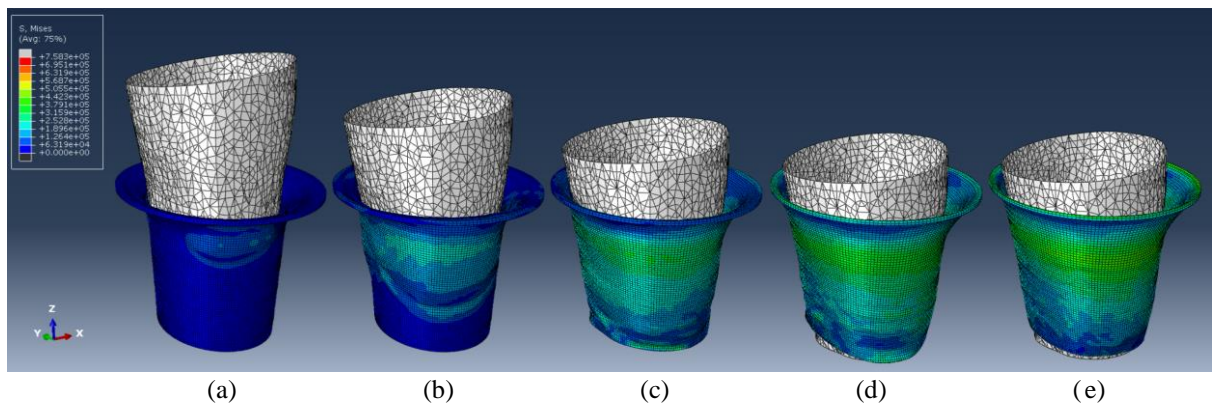 S, Mises
(Avg: 75%)
+7.583e+05
+6.951e+05
+6.319e+05
+5.687e+05
+5.055e+05
+4.423e+05
+3.791e+05
+3.159e+05
+2.528e+05
+1.896e+05
+1.264e+05
+6.319e+04
+0.000e+00
Z
Y X
(a) (b) (c) (d) (e)